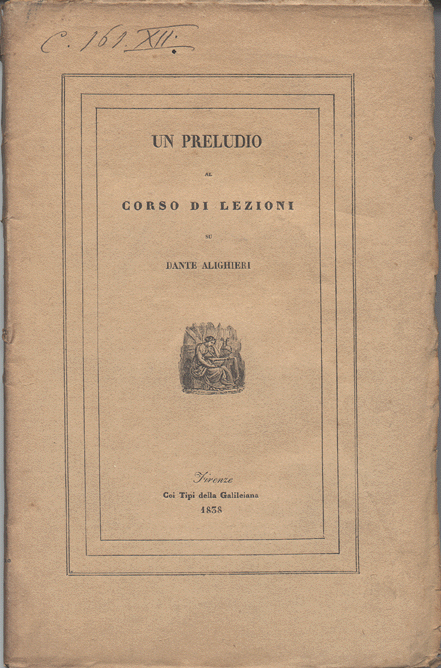 C. 161. XII.
UN PRELUDIO
AL
CORSO DI LEZIONI
SU
DANTE ALIGHIERI
Firenze
Coi Tipi della Galileiana
1838